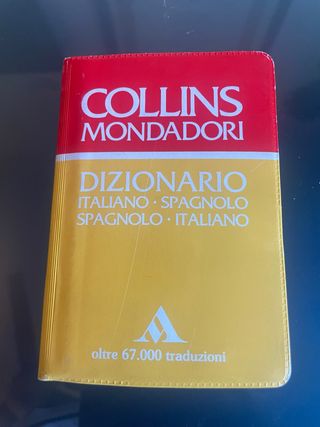 COLLINS
MONDADORI
DIZIONARIO
ITALIANO · SPAGNOLO
SPAGNOLO · ITALIANO
oltre 67.000 traduzioni